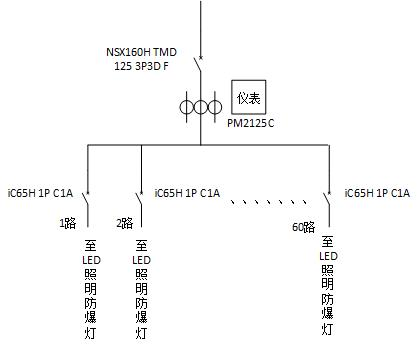 NSX160H TMD
125 3P3D F
仪表
PM2125C
iC65H 1P C1A
iC65H 1P C1A
、、、、、、、
iC65H 1P C1A
1路
2路
60路
至
LED
照
明
防
爆
灯
至
LED
照
明
防
爆
灯
至
LED
照
明
防
爆
灯